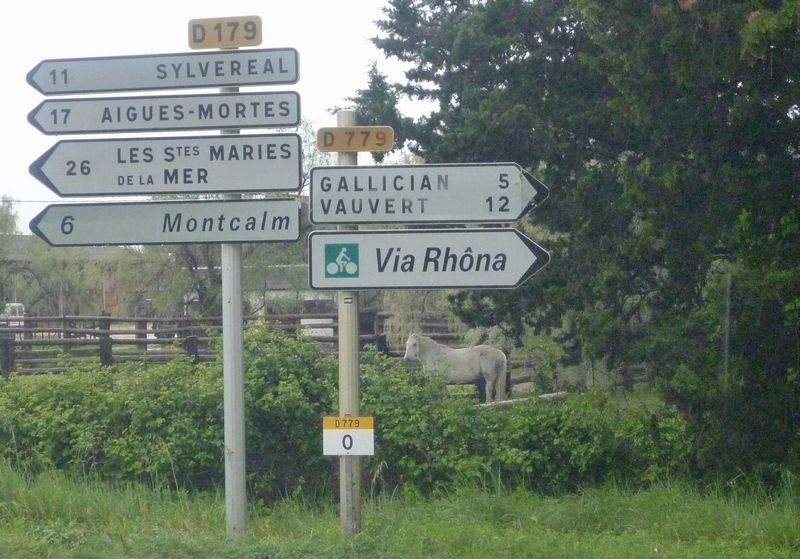 D 179
11 SYLVEREAL
17 AIGUES-MORTES
26 LES STES MARIES
DE LA MER
6 Montcalm
D 779
GALLICIAN 5
VAUVERT 12
Via Rhôna
D779
0